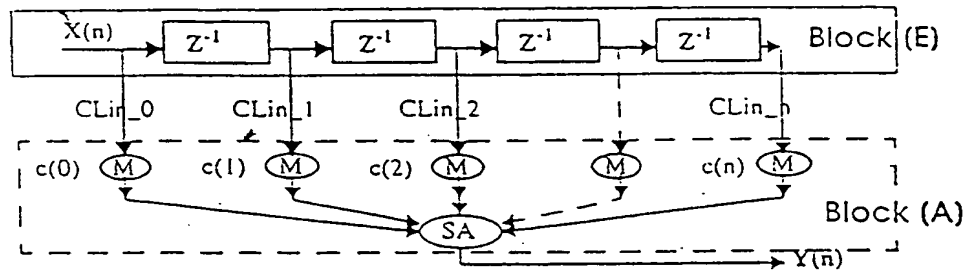 X(n) Z⁻¹ Z⁻¹ Z⁻¹ Z⁻¹ Block (E)
CLin_0 CLin_1 CLin_2 CLin_n
c(0) M c(1) M c(2) M M c(n) M
SA Block (A)
Y(n)